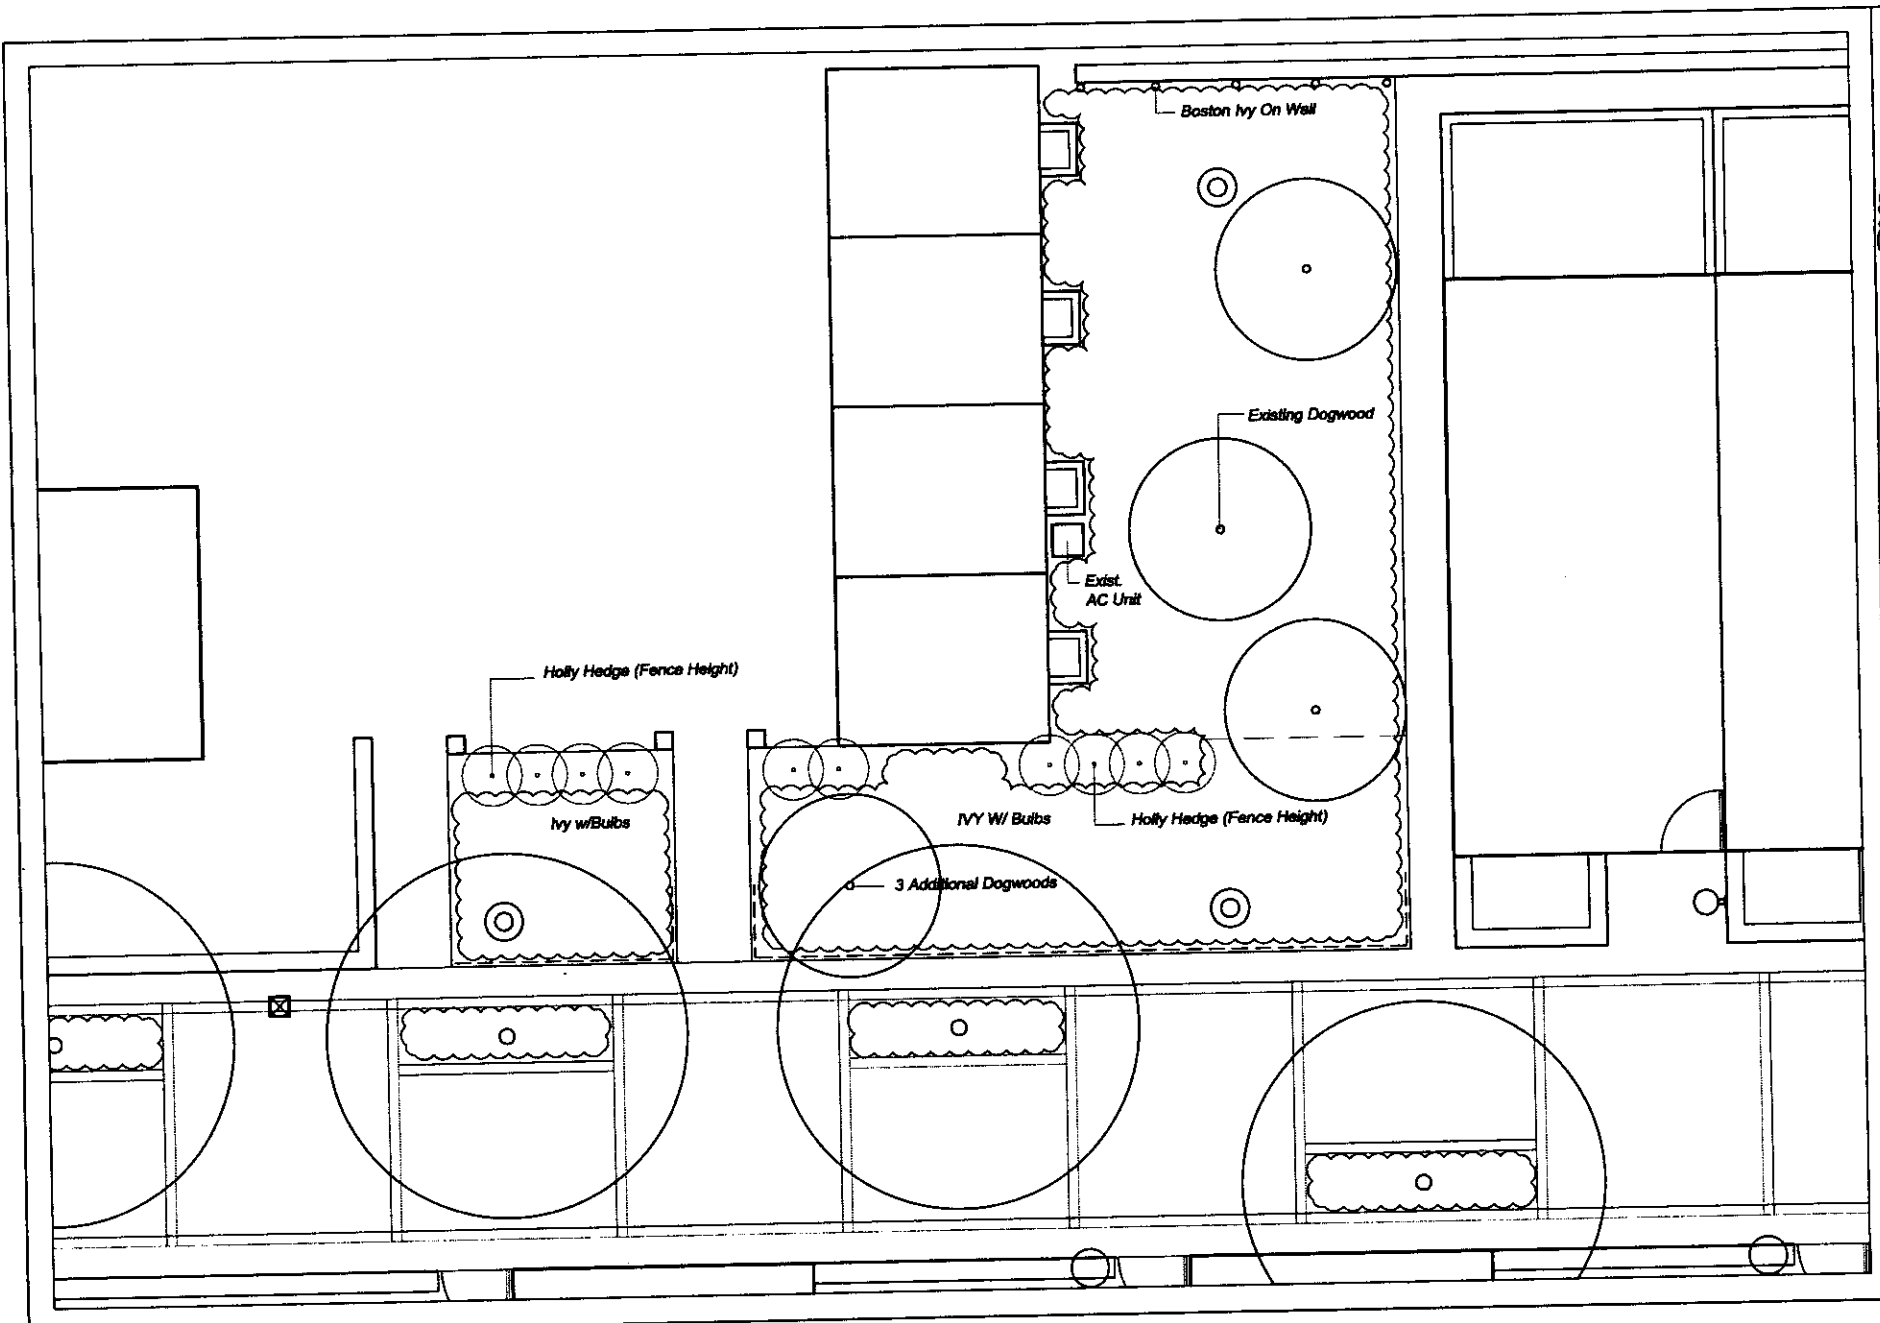 Boston Ivy On Wall
Existing Dogwood
Exist.
AC Unit
Holly Hedge (Fence Height)
Ivy w/Bulbs
IVY W/ Bulbs
Holly Hedge (Fence Height)
3 Additional Dogwoods